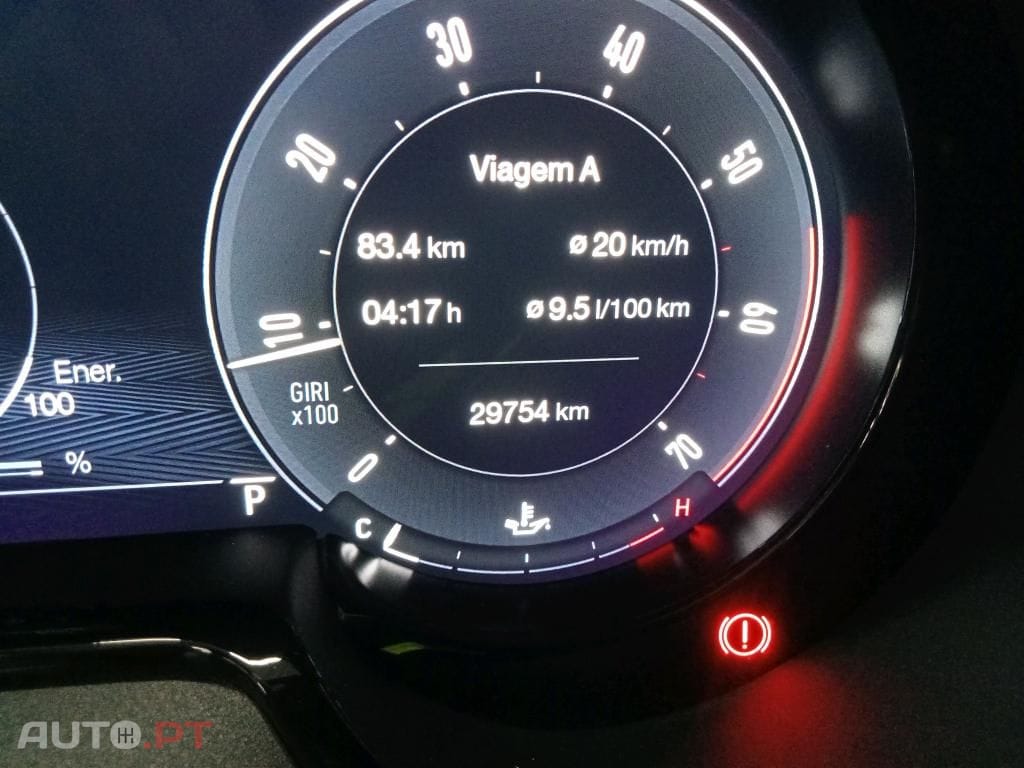 30
40
20
50
Viagem A
83.4 km
ø 20 km/h
04:17 h
ø 9.5 l/100 km
10
60
Ener.
100
GIRI
x100
29754 km
%
0
70
P
C
H
AUTO.PT